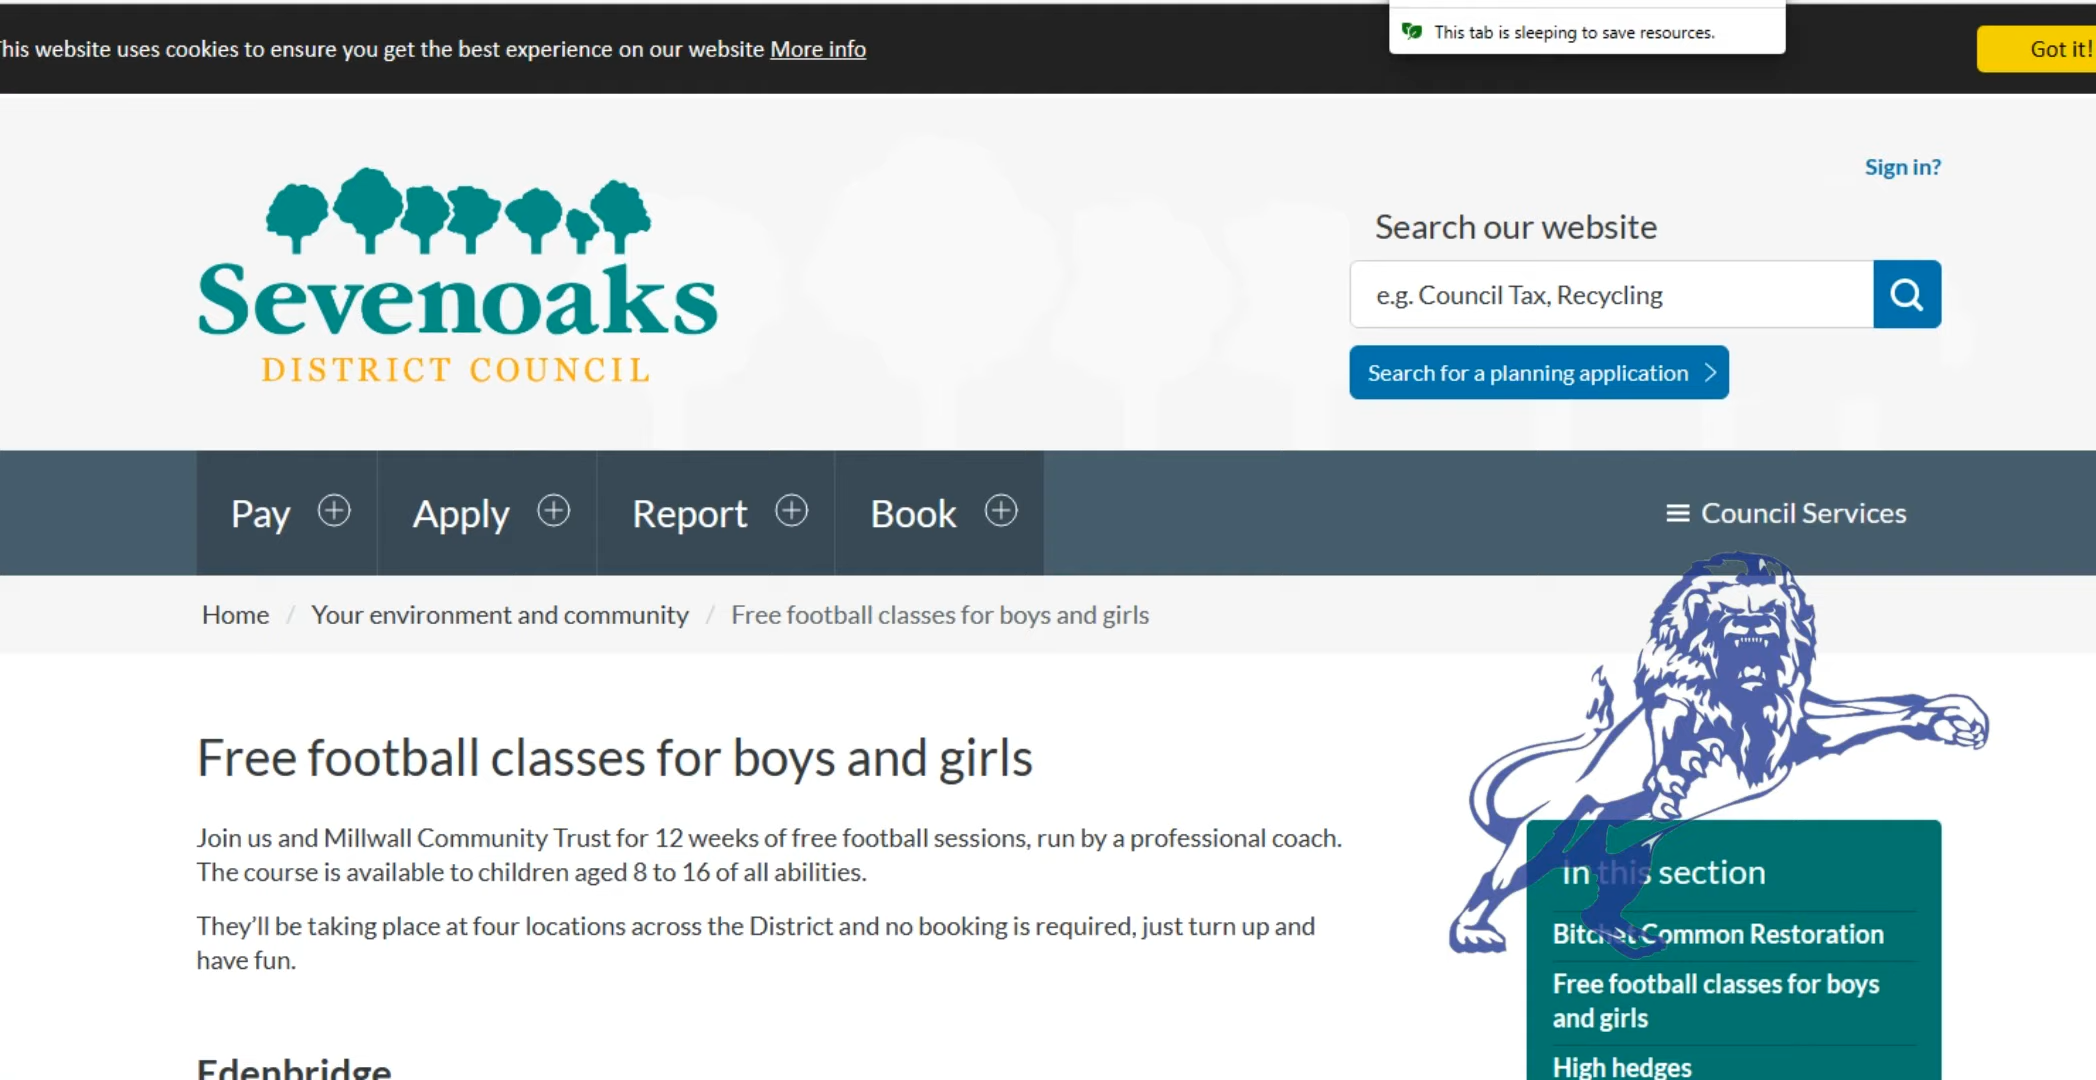 This tab is sleeping to save resources.
his website uses cookies to ensure you get the best experience on our website More info
Got it!
Sign in?
Sevenoaks
DISTRICT COUNCIL
Search our website
e.g. Council Tax, Recycling
Search for a planning application
Pay
Apply
Report
Book
Council Services
Home / Your environment and community / Free football classes for boys and girls
Free football classes for boys and girls
Join us and Millwall Community Trust for 12 weeks of free football sessions, run by a professional coach.
The course is available to children aged 8 to 16 of all abilities.
They'll be taking place at four locations across the District and no booking is required, just turn up and
have fun.
Edenbridge
In this section
Bitchet Common Restoration
Free football classes for boys
and girls
High hedges